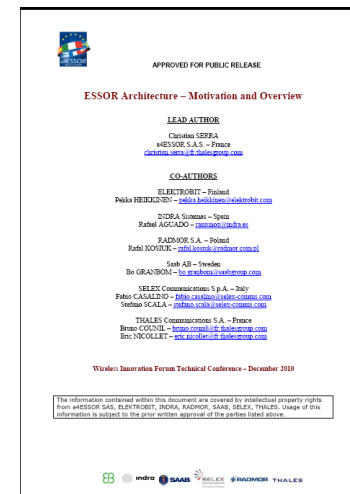 a4ESSOR
APPROVED FOR PUBLIC RELEASE
ESSOR Architecture – Motivation and Overview
LEAD AUTHOR
Christian SERRA
a4ESSOR S.A.S. – France
christian.serra@fr.thalesgroup.com
CO-AUTHORS
ELEKTROBIT – Finland
Pekka HEIKKINEN – pekka.heikkinen@elektrobit.com
INDRA Sistemas – Spain
Rafael AGUADO – ramunoz@indra.es
RADMOR S.A. – Poland
Rafal KOSIUK – rafal.kosiuk@radmor.com.pl
Saab AB – Sweden
Bo GRANBOM – bo.granbom@saabgroup.com
SELEX Communications S.p.A. – Italy
Fabio CASALINO – fabio.casalino@selex-comms.com
Stefano SCALA – stefano.scala@selex-comms.com
THALES Communications S.A. – France
Bruno COUNIL – bruno.counil@fr.thalesgroup.com
Eric NICOLLET – eric.nicollet@fr.thalesgroup.com
Wireless Innovation Forum Technical Conference – December 2010
The information contained within this document are covered by intellectual property rights
from a4ESSOR SAS, ELEKTROBIT, INDRA, RADMOR, SAAB, SELEX, THALES. Usage of this
information is subject to the prior written approval of the parties listed above.
EB indra SAAB SELEX RADMOR THALES